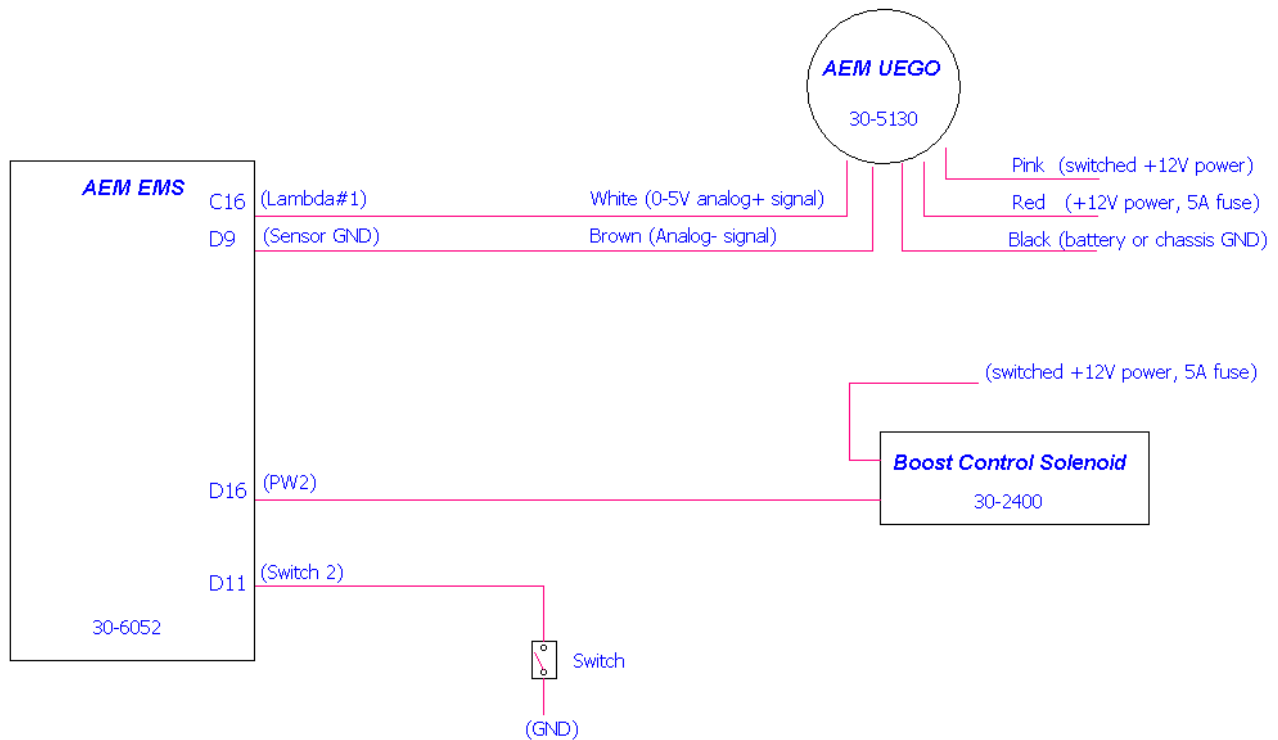 AEM UEGO
30-5130
Pink (switched +12V power)
Red (+12V power, 5A fuse)
Black (battery or chassis GND)
AEM EMS
C16 (Lambda#1) White (0-5V analog+ signal)
D9 (Sensor GND) Brown (Analog- signal)
(switched +12V power, 5A fuse)
Boost Control Solenoid
30-2400
D16 (PW2)
D11 (Switch 2)
30-6052
Switch
(GND)